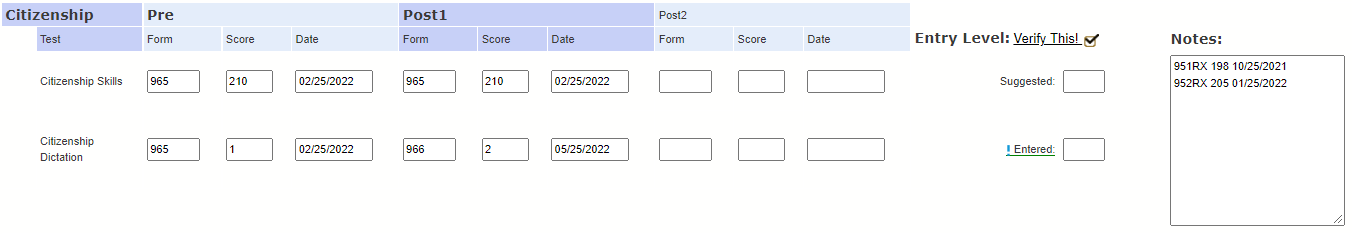 Citizenship Pre Post1 Post2
Test Form Score Date Form Score Date Form Score Date Entry Level: Verify This! Notes:
Citizenship Skills 965 210 02/25/2022 965 210 02/25/2022 Suggested:
951RX 198 10/25/2021
952RX 205 01/25/2022
Citizenship
Dictation 965 1 02/25/2022 966 2 05/25/2022 ! Entered: